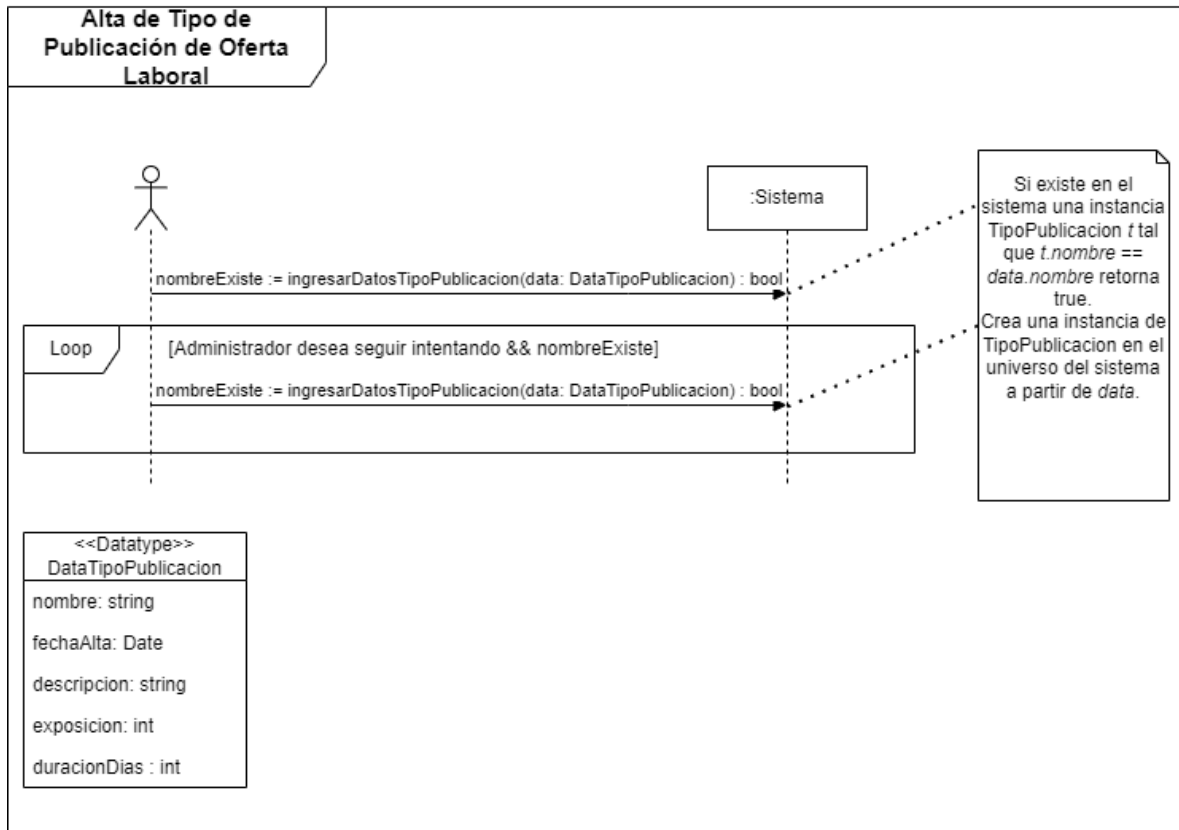 Alta de Tipo de
Publicación de Oferta
Laboral
:Sistema
Si existe en el
sistema una instancia
TipoPublicacion t tal
que t.nombre ==
data.nombre retorna
true.
Crea una instancia de
TipoPublicacion en el
universo del sistema
a partir de data.
nombreExiste := ingresarDatosTipoPublicacion(data: DataTipoPublicacion) : bool
Loop
[Administrador desea seguir intentando && nombreExiste]
nombreExiste := ingresarDatosTipoPublicacion(data: DataTipoPublicacion) : bool
<<Datatype>>
DataTipoPublicacion
nombre: string
fechaAlta: Date
descripcion: string
exposicion: int
duracionDias : int